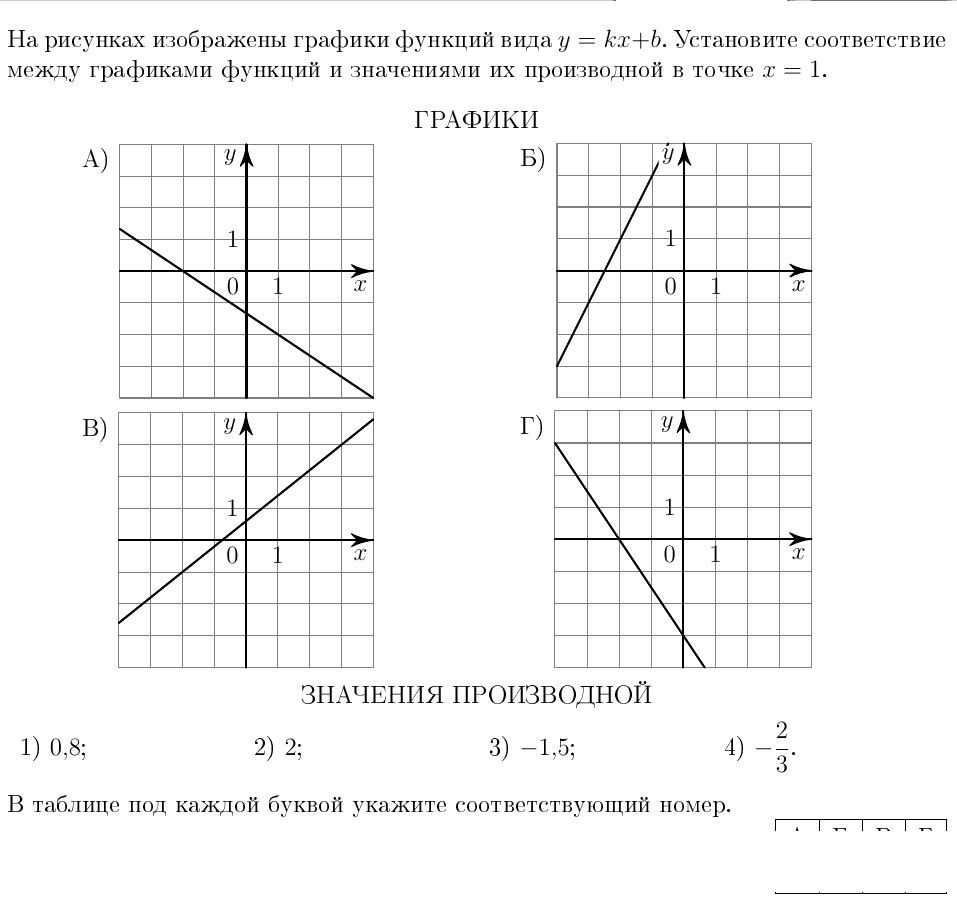 На рисунках изображены графики функций вида y = kx+b. Установите соответствие
между графиками функций и значениями их производной в точке x = 1.
ГРАФИКИ
А) y 1 0 1 x
Б) y 1 0 1 x
В) y 1 0 1 x
Г) y 1 0 1 x
ЗНАЧЕНИЯ ПРОИЗВОДНОЙ
1) 0,8; 2) 2; 3) −1,5; 4) −2/3.
В таблице под каждой буквой укажите соответствующий номер.